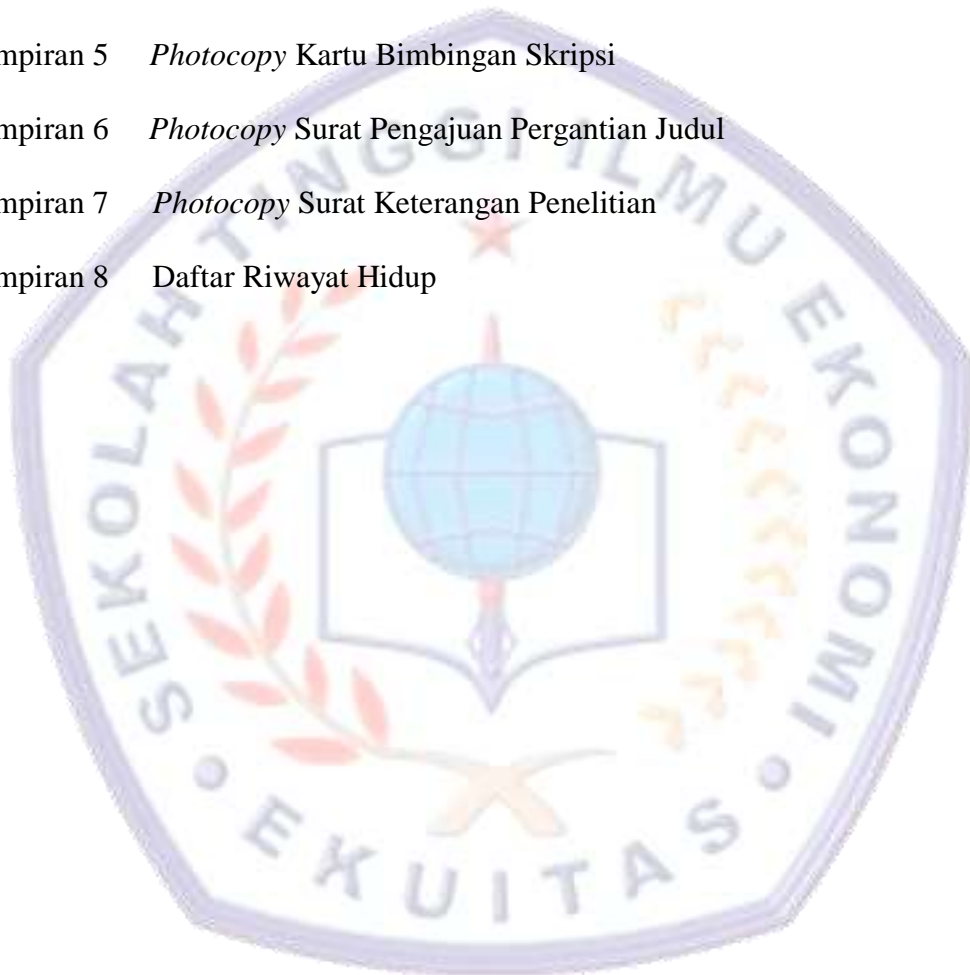 mpiran 5 Photocopy Kartu Bimbingan Skripsi
mpiran 6 Photocopy Surat Pengajuan Pergantian Judul
mpiran 7 Photocopy Surat Keterangan Penelitian
mpiran 8 Daftar Riwayat Hidup
SEKOLAH TINGGI ILMU EKONOMI
• EKUITAS •